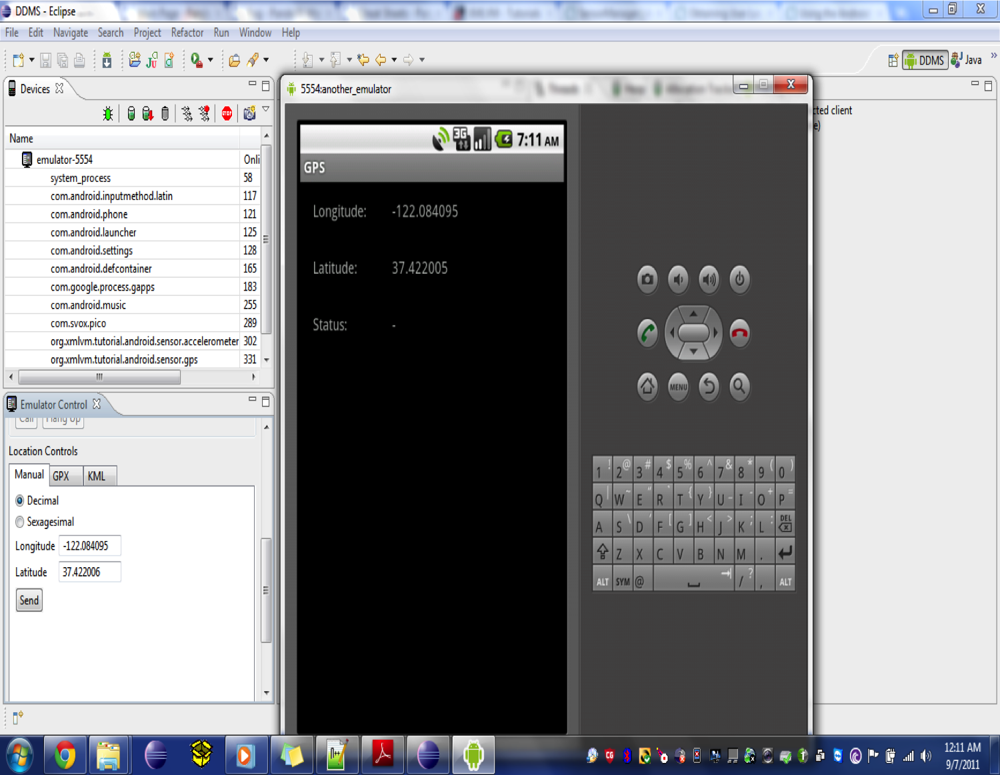 DDMS - Eclipse
File Edit Navigate Search Project Refactor Run Window Help
DDMS Java
Devices
Name
emulator-5554 Onli
system_process 58
com.android.inputmethod.latin 117
com.android.phone 121
com.android.launcher 125
com.android.settings 128
com.android.defcontainer 165
com.google.process.gapps 183
com.android.music 255
com.svox.pico 289
org.xmlvm.tutorial.android.sensor.accelerometer 302
org.xmlvm.tutorial.android.sensor.gps 331
Emulator Control
Call Hang Up
Location Controls
Manual GPX KML
Decimal
Sexagesimal
Longitude -122.084095
Latitude 37.422006
Send
5554:another_emulator
3G 7:11 AM
GPS
Longitude: -122.084095
Latitude: 37.422005
Status: -
MENU
1 ! 2 @ 3 # 4 $ 5 % 6 ^ 7 & 8 * 9 ( 0 )
Q | W ~ E " R ` T { Y } U _ I - O + P =
A S \ D ' F [ G ] H < J > K ; L : DEL
Z X C V B N M .
ALT SYM @ / ? , ALT
cted client
e)
12:11 AM
9/7/2011